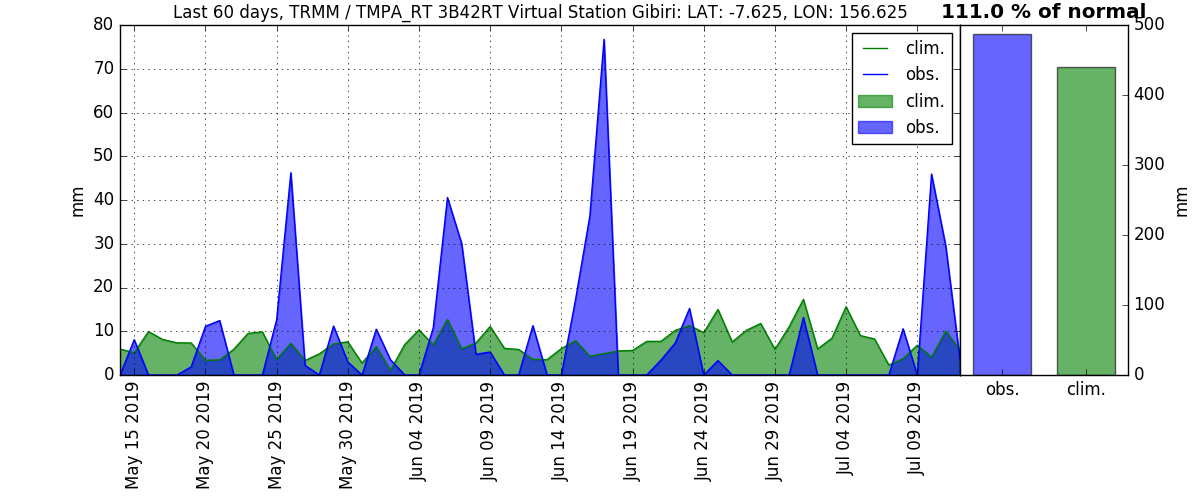 Last 60 days, TRMM / TMPA_RT 3B42RT Virtual Station Gibiri: LAT: -7.625, LON: 156.625
111.0 % of normal
80
70
60
50
40
30
20
10
0
mm
clim.
obs.
clim.
obs.
May 15 2019
May 20 2019
May 25 2019
May 30 2019
Jun 04 2019
Jun 09 2019
Jun 14 2019
Jun 19 2019
Jun 24 2019
Jun 29 2019
Jul 04 2019
Jul 09 2019
500
400
300
200
100
0
mm
obs.
clim.